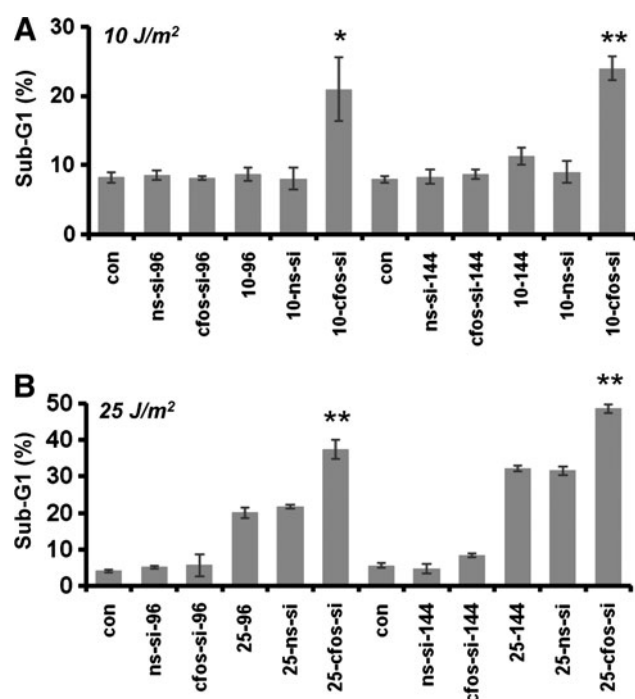 A
10 J/m²
Sub-G1 (%)
30
20
10
0
*
**
con
ns-si-96
cfos-si-96
10-96
10-ns-si
10-cfos-si
con
ns-si-144
cfos-si-144
10-144
10-ns-si
10-cfos-si
B
25 J/m²
Sub-G1 (%)
50
40
30
20
10
0
**
**
con
ns-si-96
cfos-si-96
25-96
25-ns-si
25-cfos-si
con
ns-si-144
cfos-si-144
25-144
25-ns-si
25-cfos-si